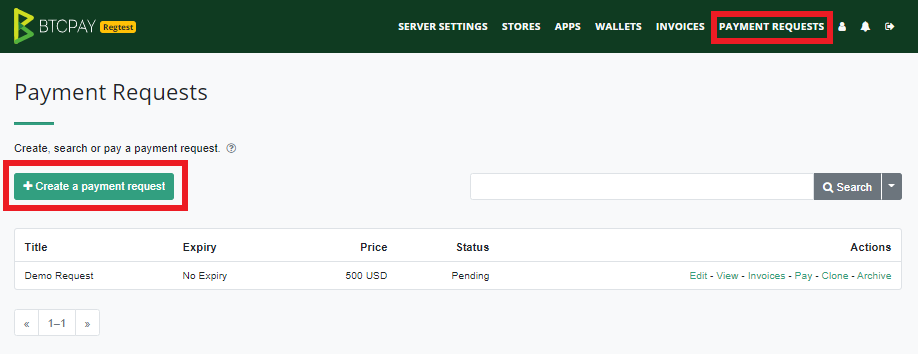 BTCPAY Regtest SERVER SETTINGS STORES APPS WALLETS INVOICES PAYMENT REQUESTS
Payment Requests
Create, search or pay a payment request. ?
+ Create a payment request Search
Title Expiry Price Status Actions
Demo Request No Expiry 500 USD Pending Edit - View - Invoices - Pay - Clone - Archive
« 1–1 »